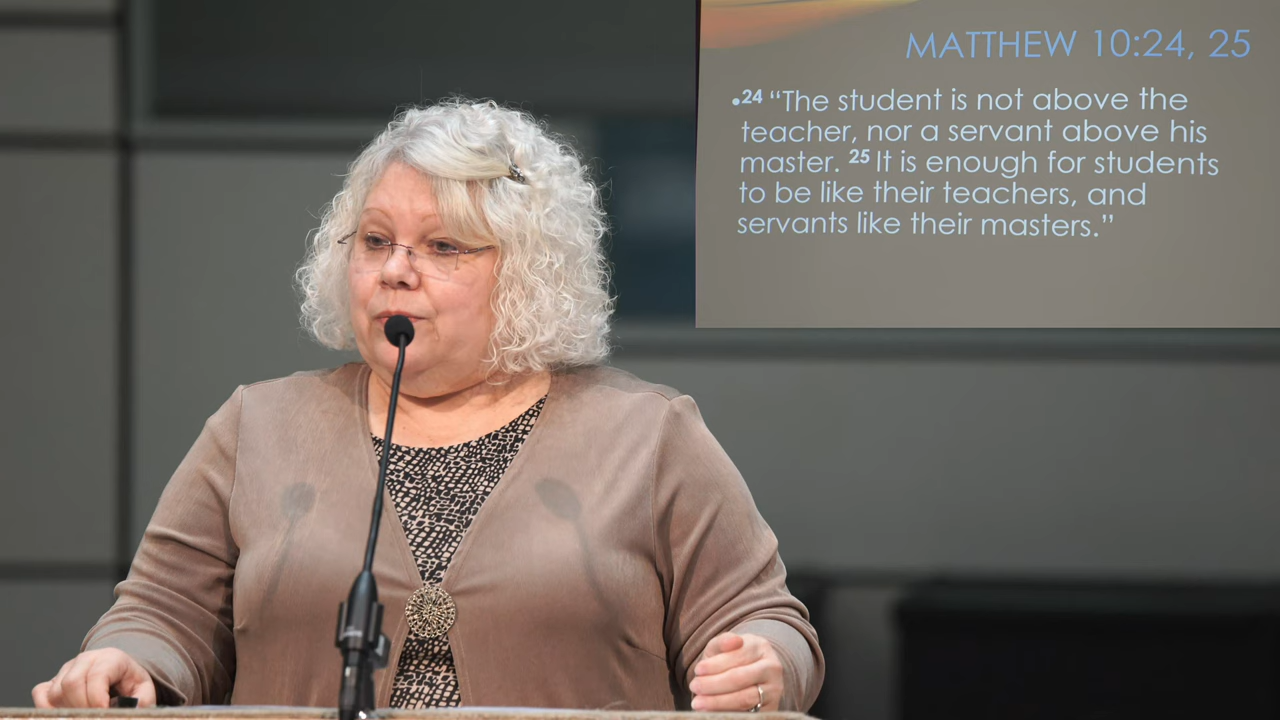 MATTHEW 10:24, 25
•24 “The student is not above the
teacher, nor a servant above his
master. 25 It is enough for students
to be like their teachers, and
servants like their masters.”